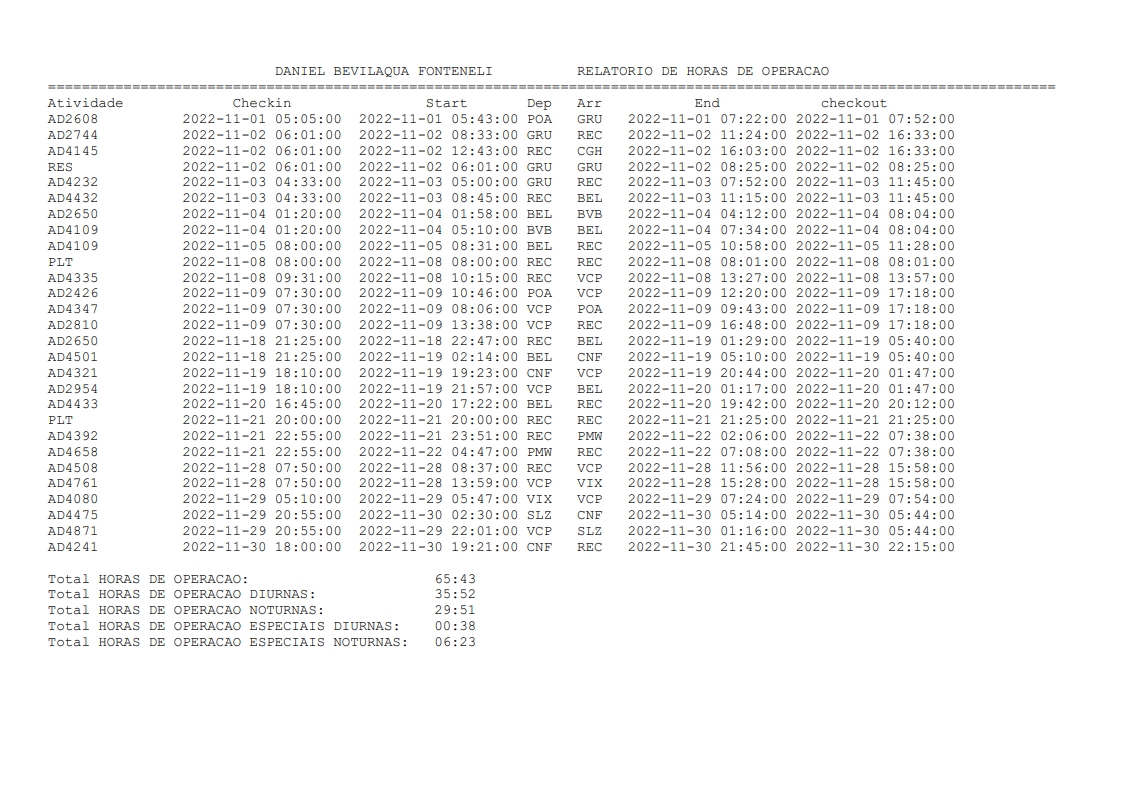 DANIEL BEVILAQUA FONTENELI          RELATORIO DE HORAS DE OPERACAO
========================================================================================================================
Atividade             Checkin                Start       Dep   Arr           End            checkout
AD2608          2022-11-01 05:05:00  2022-11-01 05:43:00 POA   GRU   2022-11-01 07:22:00 2022-11-01 07:52:00
AD2744          2022-11-02 06:01:00  2022-11-02 08:33:00 GRU   REC   2022-11-02 11:24:00 2022-11-02 16:33:00
AD4145          2022-11-02 06:01:00  2022-11-02 12:43:00 REC   CGH   2022-11-02 16:03:00 2022-11-02 16:33:00
RES             2022-11-02 06:01:00  2022-11-02 06:01:00 GRU   GRU   2022-11-02 08:25:00 2022-11-02 08:25:00
AD4232          2022-11-03 04:33:00  2022-11-03 05:00:00 GRU   REC   2022-11-03 07:52:00 2022-11-03 11:45:00
AD4432          2022-11-03 04:33:00  2022-11-03 08:45:00 REC   BEL   2022-11-03 11:15:00 2022-11-03 11:45:00
AD2650          2022-11-04 01:20:00  2022-11-04 01:58:00 BEL   BVB   2022-11-04 04:12:00 2022-11-04 08:04:00
AD4109          2022-11-04 01:20:00  2022-11-04 05:10:00 BVB   BEL   2022-11-04 07:34:00 2022-11-04 08:04:00
AD4109          2022-11-05 08:00:00  2022-11-05 08:31:00 BEL   REC   2022-11-05 10:58:00 2022-11-05 11:28:00
PLT             2022-11-08 08:00:00  2022-11-08 08:00:00 REC   REC   2022-11-08 08:01:00 2022-11-08 08:01:00
AD4335          2022-11-08 09:31:00  2022-11-08 10:15:00 REC   VCP   2022-11-08 13:27:00 2022-11-08 13:57:00
AD2426          2022-11-09 07:30:00  2022-11-09 10:46:00 POA   VCP   2022-11-09 12:20:00 2022-11-09 17:18:00
AD4347          2022-11-09 07:30:00  2022-11-09 08:06:00 VCP   POA   2022-11-09 09:43:00 2022-11-09 17:18:00
AD2810          2022-11-09 07:30:00  2022-11-09 13:38:00 VCP   REC   2022-11-09 16:48:00 2022-11-09 17:18:00
AD2650          2022-11-18 21:25:00  2022-11-18 22:47:00 REC   BEL   2022-11-19 01:29:00 2022-11-19 05:40:00
AD4501          2022-11-18 21:25:00  2022-11-19 02:14:00 BEL   CNF   2022-11-19 05:10:00 2022-11-19 05:40:00
AD4321          2022-11-19 18:10:00  2022-11-19 19:23:00 CNF   VCP   2022-11-19 20:44:00 2022-11-20 01:47:00
AD2954          2022-11-19 18:10:00  2022-11-19 21:57:00 VCP   BEL   2022-11-20 01:17:00 2022-11-20 01:47:00
AD4433          2022-11-20 16:45:00  2022-11-20 17:22:00 BEL   REC   2022-11-20 19:42:00 2022-11-20 20:12:00
PLT             2022-11-21 20:00:00  2022-11-21 20:00:00 REC   REC   2022-11-21 21:25:00 2022-11-21 21:25:00
AD4392          2022-11-21 22:55:00  2022-11-21 23:51:00 REC   PMW   2022-11-22 02:06:00 2022-11-22 07:38:00
AD4658          2022-11-21 22:55:00  2022-11-22 04:47:00 PMW   REC   2022-11-22 07:08:00 2022-11-22 07:38:00
AD4508          2022-11-28 07:50:00  2022-11-28 08:37:00 REC   VCP   2022-11-28 11:56:00 2022-11-28 15:58:00
AD4761          2022-11-28 07:50:00  2022-11-28 13:59:00 VCP   VIX   2022-11-28 15:28:00 2022-11-28 15:58:00
AD4080          2022-11-29 05:10:00  2022-11-29 05:47:00 VIX   VCP   2022-11-29 07:24:00 2022-11-29 07:54:00
AD4475          2022-11-29 20:55:00  2022-11-30 02:30:00 SLZ   CNF   2022-11-30 05:14:00 2022-11-30 05:44:00
AD4871          2022-11-29 20:55:00  2022-11-29 22:01:00 VCP   SLZ   2022-11-30 01:16:00 2022-11-30 05:44:00
AD4241          2022-11-30 18:00:00  2022-11-30 19:21:00 CNF   REC   2022-11-30 21:45:00 2022-11-30 22:15:00
Total HORAS DE OPERACAO:                      65:43
Total HORAS DE OPERACAO DIURNAS:              35:52
Total HORAS DE OPERACAO NOTURNAS:             29:51
Total HORAS DE OPERACAO ESPECIAIS DIURNAS:    00:38
Total HORAS DE OPERACAO ESPECIAIS NOTURNAS:   06:23